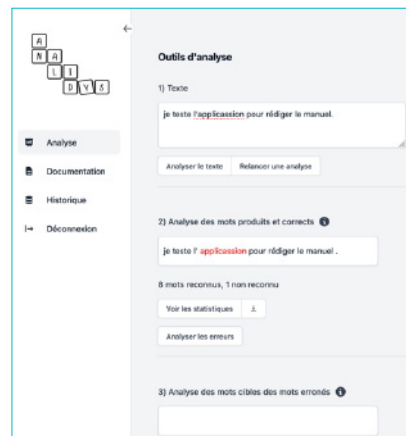 A
N A
L I
D Y S
Analyse
Documentation
Historique
Déconnexion
Outils d'analyse
1) Texte
je teste l'applicassion pour rédiger le manuel.
Analyser le texte Relancer une analyse
2) Analyse des mots produits et corrects
je teste l' applicassion pour rédiger le manuel .
8 mots reconnus, 1 non reconnu
Voir les statistiques
Analyser les erreurs
3) Analyse des mots cibles des mots erronés